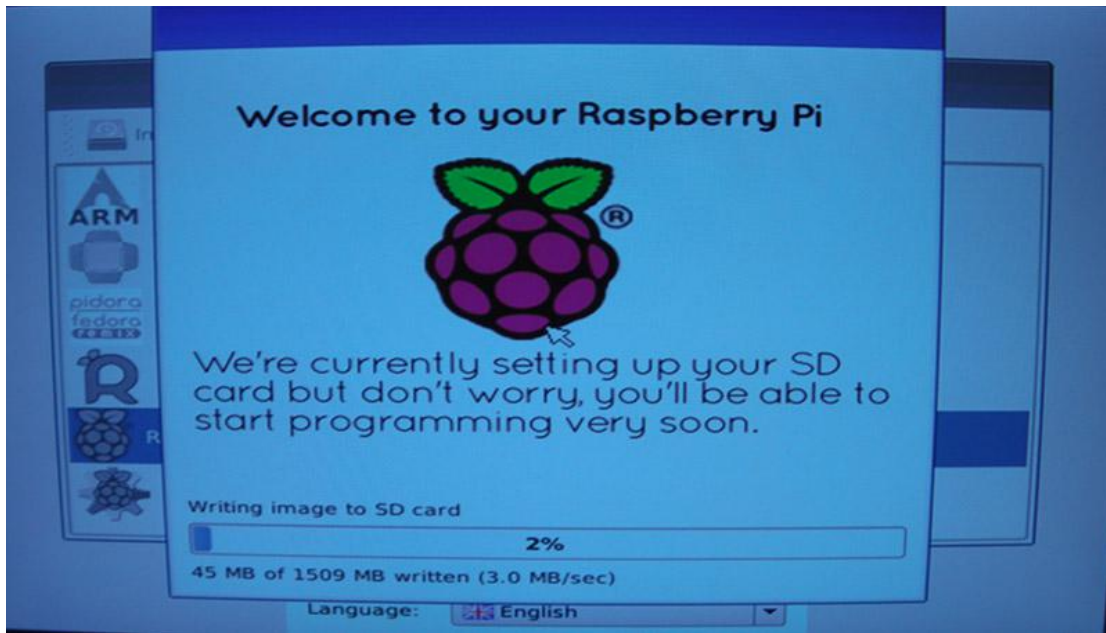 Welcome to your Raspberry Pi
In
ARM
®
pidora
fedora
remix
We're currently setting up your SD
card but don't worry, you'll be able to
start programming very soon.
R
Writing image to SD card
2%
45 MB of 1509 MB written (3.0 MB/sec)
Language: English